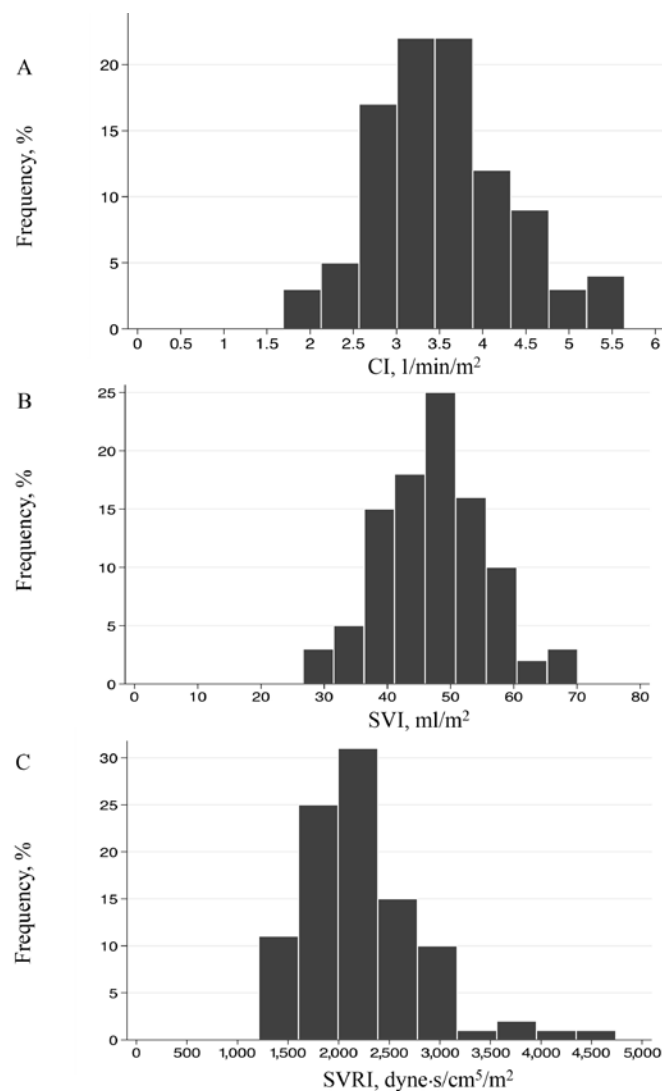 A
Frequency, %
20
15
10
5
0
0 0.5 1 1.5 2 2.5 3 3.5 4 4.5 5 5.5 6
CI, l/min/m²
B
Frequency, %
25
20
15
10
5
0
0 10 20 30 40 50 60 70 80
SVI, ml/m²
C
Frequency, %
30
25
20
15
10
5
0
0 500 1,000 1,500 2,000 2,500 3,000 3,500 4,000 4,500 5,000
SVRI, dyne·s/cm⁵/m²